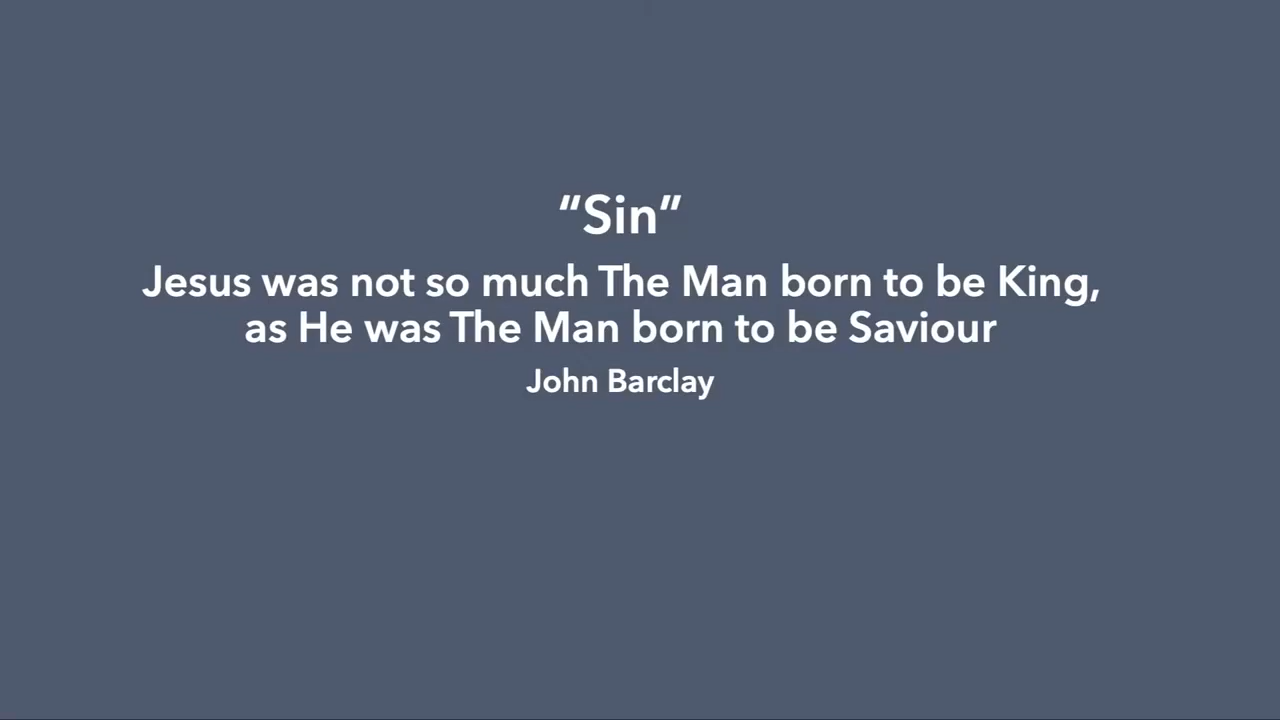 “Sin”
Jesus was not so much The Man born to be King,
as He was The Man born to be Saviour
John Barclay